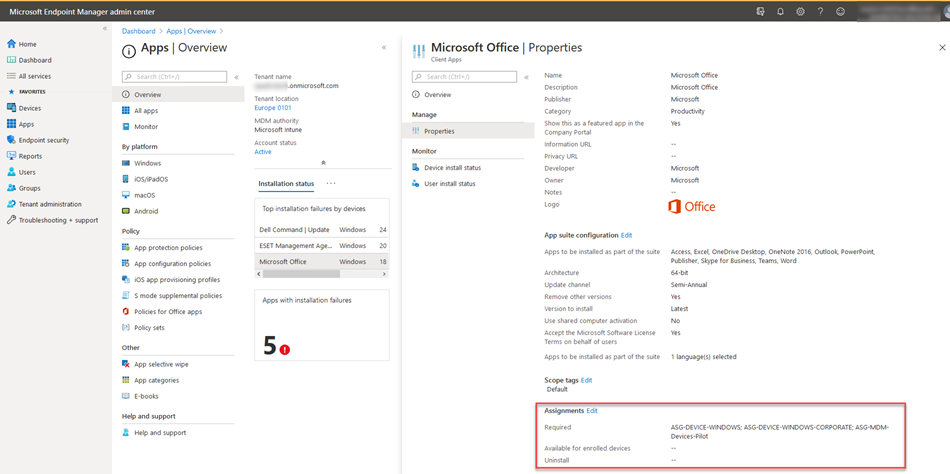 Microsoft Endpoint Manager admin center
Home
Dashboard
All services
FAVORITES
Devices
Apps
Endpoint security
Reports
Users
Groups
Tenant administration
Troubleshooting + support
Dashboard > Apps | Overview >
Apps | Overview
Search (Ctrl+/)
Overview
All apps
Monitor
By platform
Windows
iOS/iPadOS
macOS
Android
Policy
App protection policies
App configuration policies
iOS app provisioning profiles
S mode supplemental policies
Policies for Office apps
Policy sets
Other
App selective wipe
App categories
E-books
Help and support
Help and support
Tenant name
.onmicrosoft.com
Tenant location
Europe 0101
MDM authority
Microsoft Intune
Account status
Active
Installation status
Top installation failures by devices
Dell Command | Update Windows 24
ESET Management Age... Windows 20
Microsoft Office Windows 18
Apps with installation failures
5
Microsoft Office | Properties
Client Apps
Search (Ctrl+/)
Overview
Manage
Properties
Monitor
Device install status
User install status
Name Microsoft Office
Description Microsoft Office
Publisher Microsoft
Category Productivity
Show this as a featured app in the Yes
Company Portal
Information URL --
Privacy URL --
Developer Microsoft
Owner Microsoft
Notes --
Logo Office
App suite configuration Edit
Apps to be installed as part of the suite Access, Excel, OneDrive Desktop, OneNote 2016, Outlook, PowerPoint,
Publisher, Skype for Business, Teams, Word
Architecture 64-bit
Update channel Semi-Annual
Remove other versions Yes
Version to install Latest
Use shared computer activation No
Accept the Microsoft Software License Yes
Terms on behalf of users
Apps to be installed as part of the suite 1 language(s) selected
Scope tags Edit
Default
Assignments Edit
Required ASG-DEVICE-WINDOWS; ASG-DEVICE-WINDOWS-CORPORATE; ASG-MDM-
Devices-Pilot
Available for enrolled devices --
Uninstall --